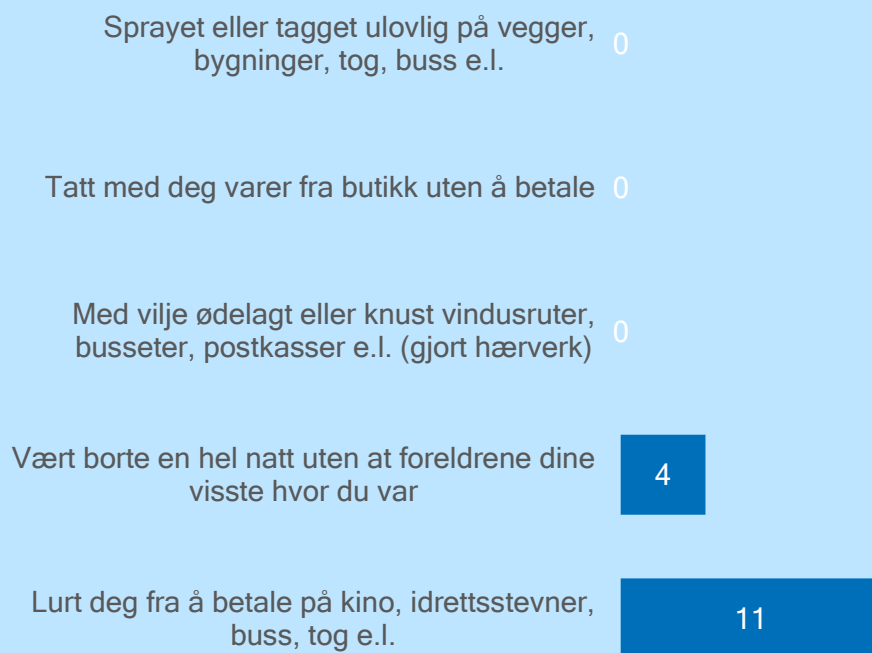 Sprayet eller tagget ulovlig på vegger,
bygninger, tog, buss e.l.
0
Tatt med deg varer fra butikk uten å betale
0
Med vilje ødelagt eller knust vindusruter,
busseter, postkasser e.l. (gjort hærverk)
0
Vært borte en hel natt uten at foreldrene dine
visste hvor du var
4
Lurt deg fra å betale på kino, idrettsstevner,
buss, tog e.l.
11